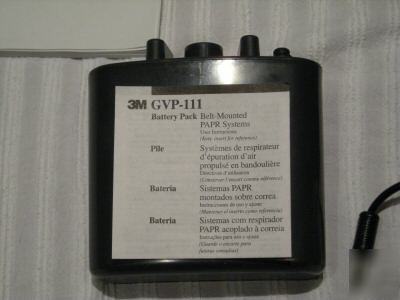 3M GVP-111
Battery Pack Belt-Mounted
PAPR Systems
User Instructions
(Keep insert for reference)
Pile Systèmes de respirateur
d'épuration d'air
propulsé en bandoulière
Directives d'utilisation
(Conserver l'encart comme référence)
Bateria Sistemas PAPR
montados sobre correa
Instrucciones de uso y ajuste
(Mantener el inserto como referencia)
Bateria Sistemas com respirador
PAPR acoplado à correia
Instruções para uso e ajuste
(Guarde o encarte para
futuras consultas)